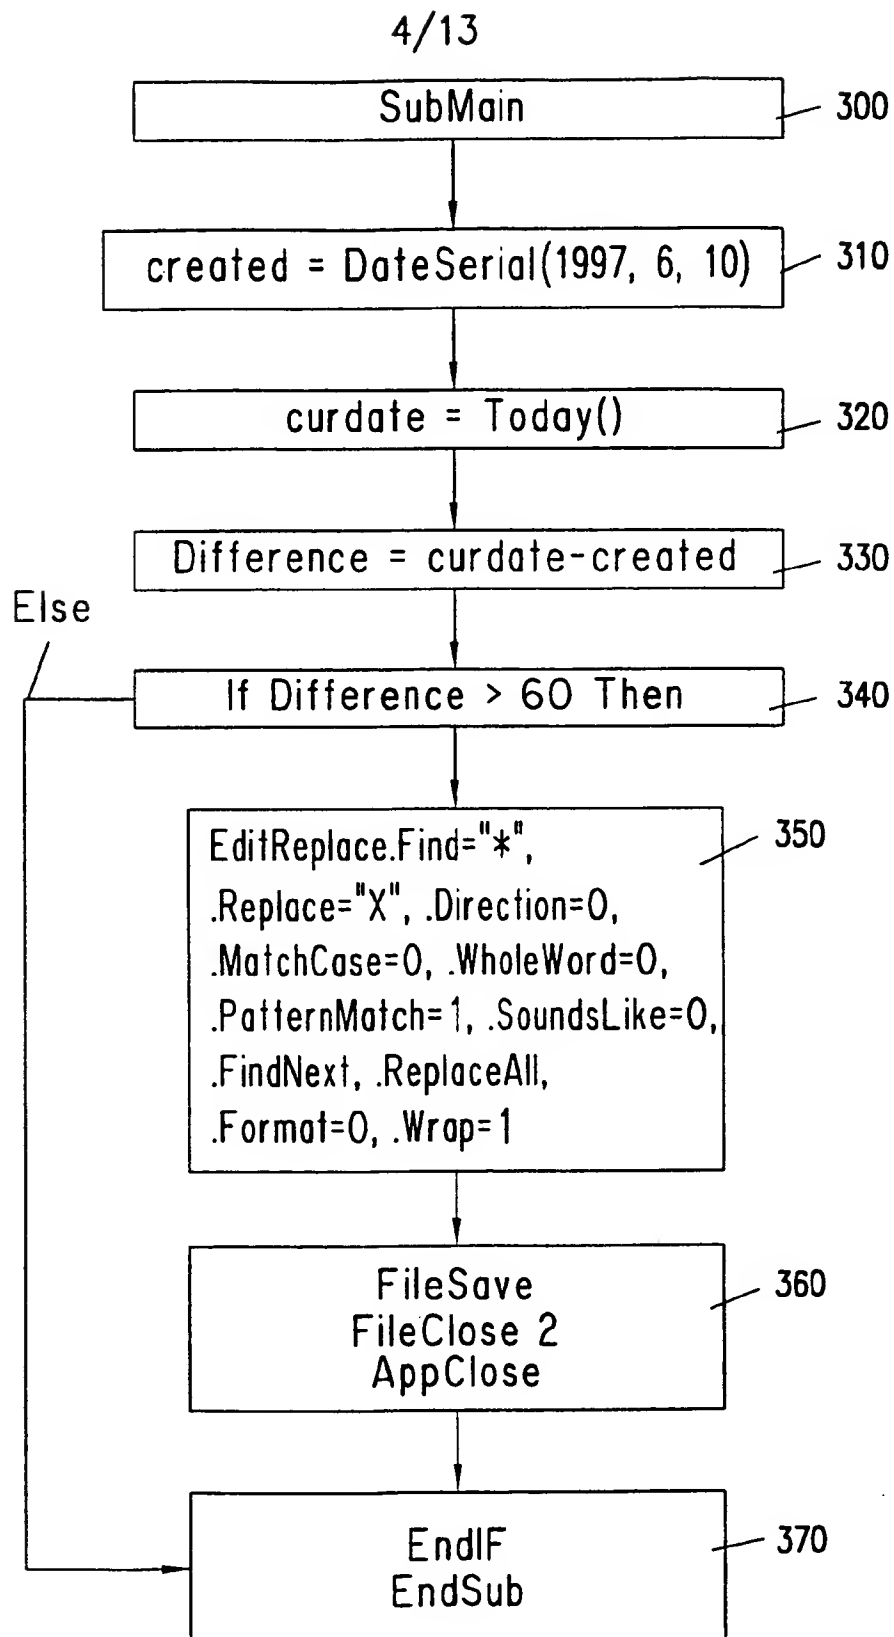 4/13
SubMain
300
created = DateSerial(1997, 6, 10)
310
curdate = Today()
320
Difference = curdate-created
330
Else
If Difference > 60 Then
340
EditReplace.Find="*",
.Replace="X", .Direction=0,
.MatchCase=0, .WholeWord=0,
.PatternMatch=1, .SoundsLike=0,
.FindNext, .ReplaceAll,
.Format=0, .Wrap=1
350
FileSave
FileClose 2
AppClose
360
EndIF
EndSub
370